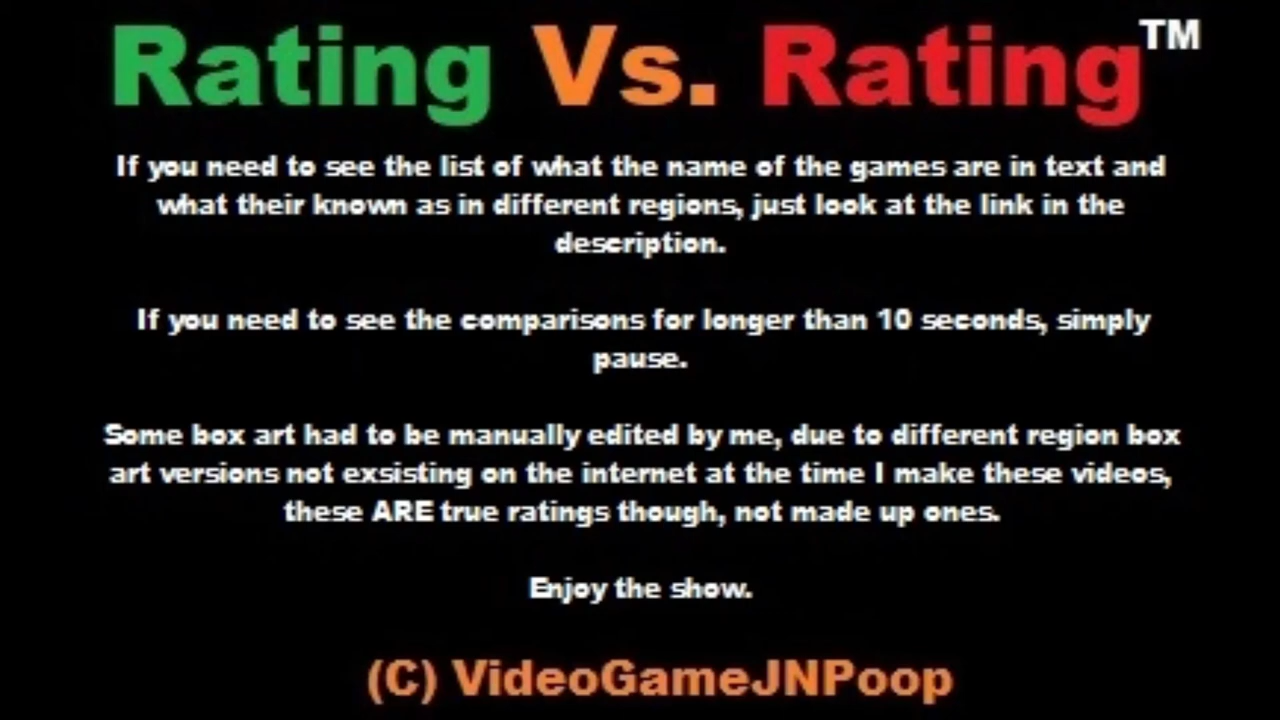 Rating Vs. Rating™
If you need to see the list of what the name of the games are in text and
what their known as in different regions, just look at the link in the
description.
If you need to see the comparisons for longer than 10 seconds, simply
pause.
Some box art had to be manually edited by me, due to different region box
art versions not exsisting on the internet at the time I make these videos,
these ARE true ratings though, not made up ones.
Enjoy the show.
(C) VideoGameJNPoop